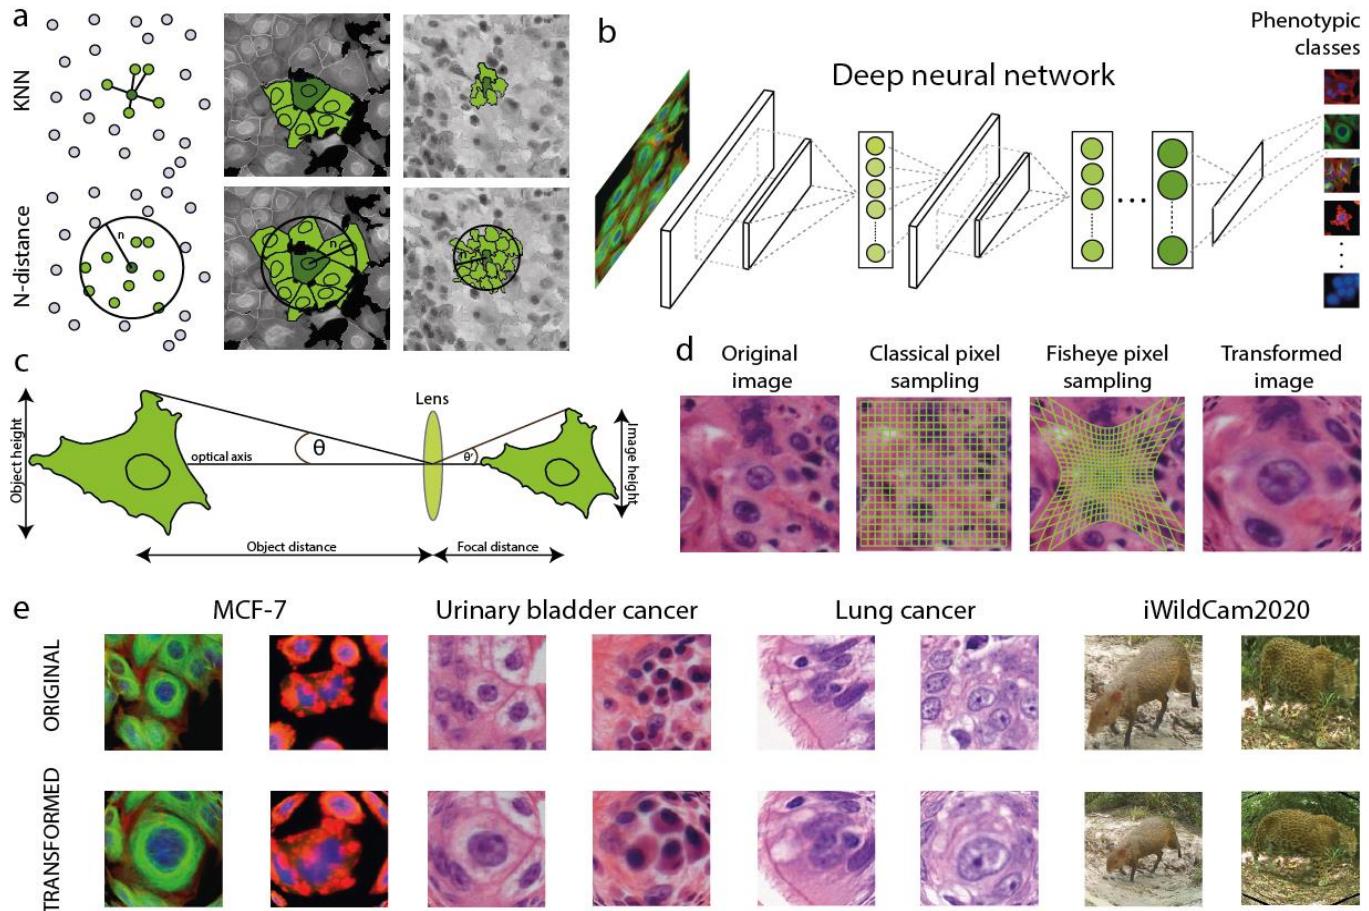 a
KNN
N-distance
n
n
n
b
Deep neural network
Phenotypic
classes
c
Object height
θ
optical axis
Lens
θ'
Image height
Object distance
Focal distance
d
Original
image
Classical pixel
sampling
Fisheye pixel
sampling
Transformed
image
e
MCF-7
Urinary bladder cancer
Lung cancer
iWildCam2020
ORIGINAL
TRANSFORMED